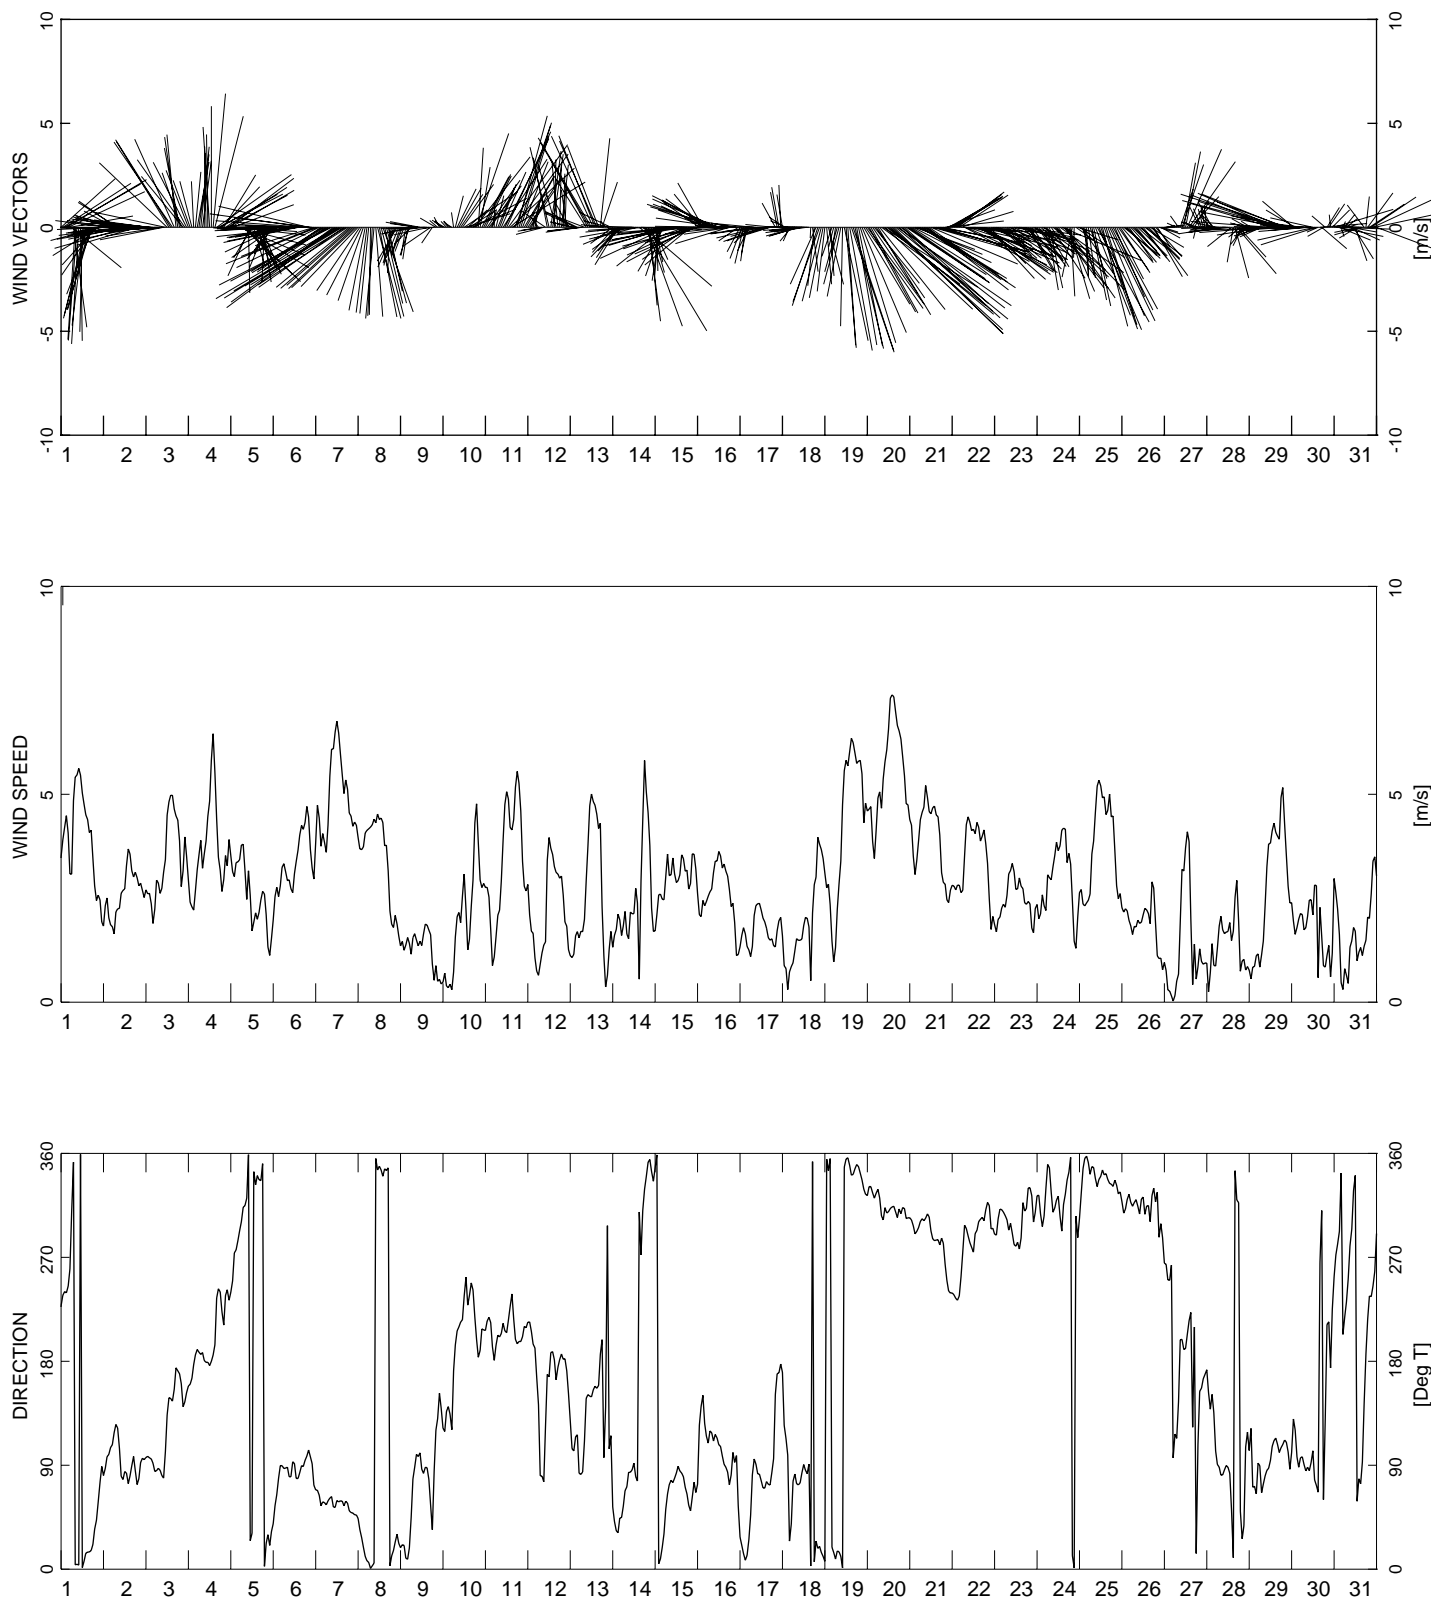 WIND VECTORS
10 5 0 -5 -10
10 5 0 -5 -10
[m/s]
1 2 3 4 5 6 7 8 9 10 11 12 13 14 15 16 17 18 19 20 21 22 23 24 25 26 27 28 29 30 31
WIND SPEED
10 5 0
10 5 0
[m/s]
1 2 3 4 5 6 7 8 9 10 11 12 13 14 15 16 17 18 19 20 21 22 23 24 25 26 27 28 29 30 31
DIRECTION
360 270 180 90 0
360 270 180 90 0
[Deg T]
1 2 3 4 5 6 7 8 9 10 11 12 13 14 15 16 17 18 19 20 21 22 23 24 25 26 27 28 29 30 31